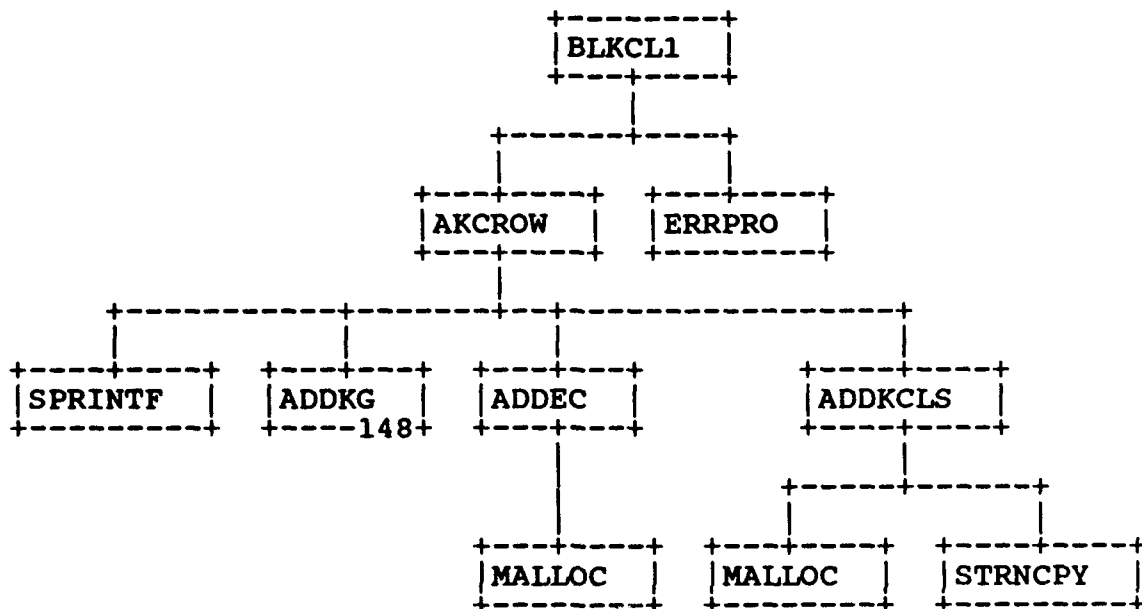 BLKCL1
AKCROW ERRPRO
SPRINTF ADDKG ADDEC ADDKCLS
148
MALLOC MALLOC STRNCPY